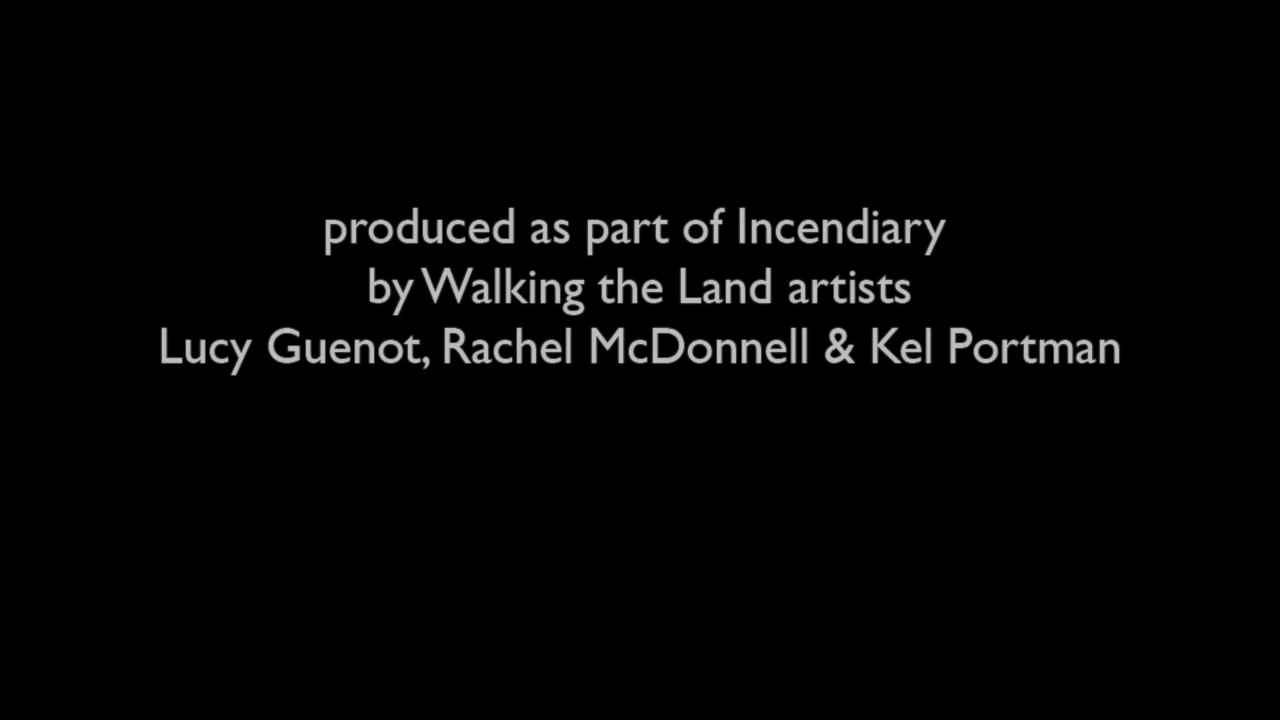 produced as part of Incendiary
by Walking the Land artists
Lucy Guenot, Rachel McDonnell & Kel Portman